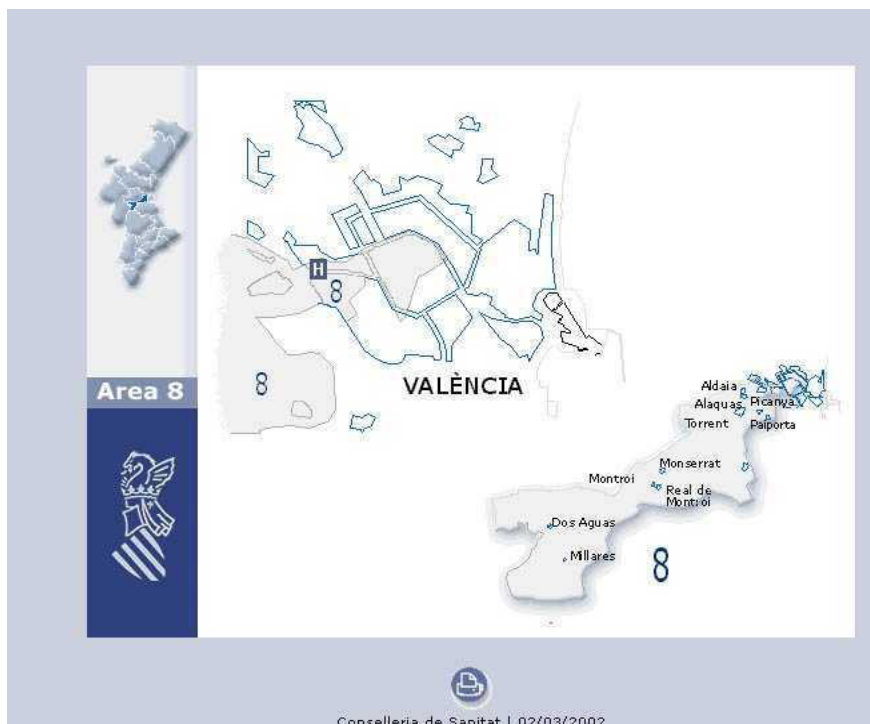 H
8
8
VALÈNCIA
Area 8
Aldaia
Alaquas
Picanya
Torrent
Paiporta
Monserrat
Montroi
Real de
Montroi
Dos Aguas
Millares
8
Conselleria de Sanitat | 02/03/2002